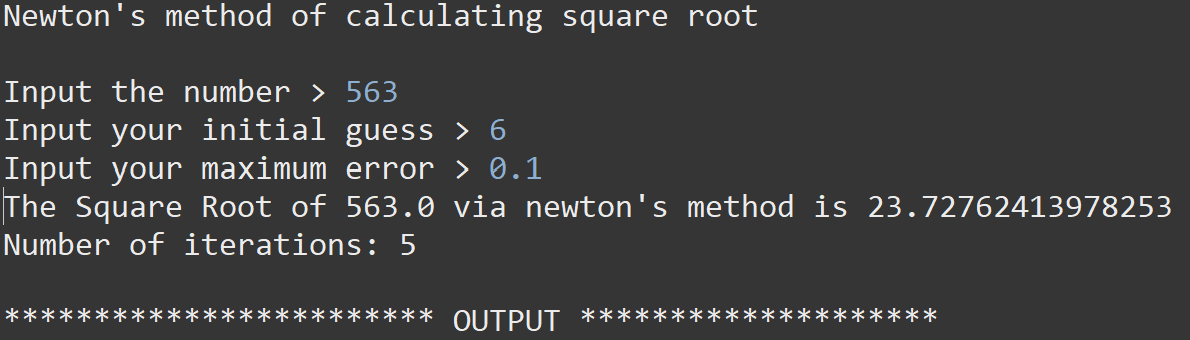 Newton's method of calculating square root
Input the number > 563
Input your initial guess > 6
Input your maximum error > 0.1
The Square Root of 563.0 via newton's method is 23.72762413978253
Number of iterations: 5
************************ OUTPUT ********************